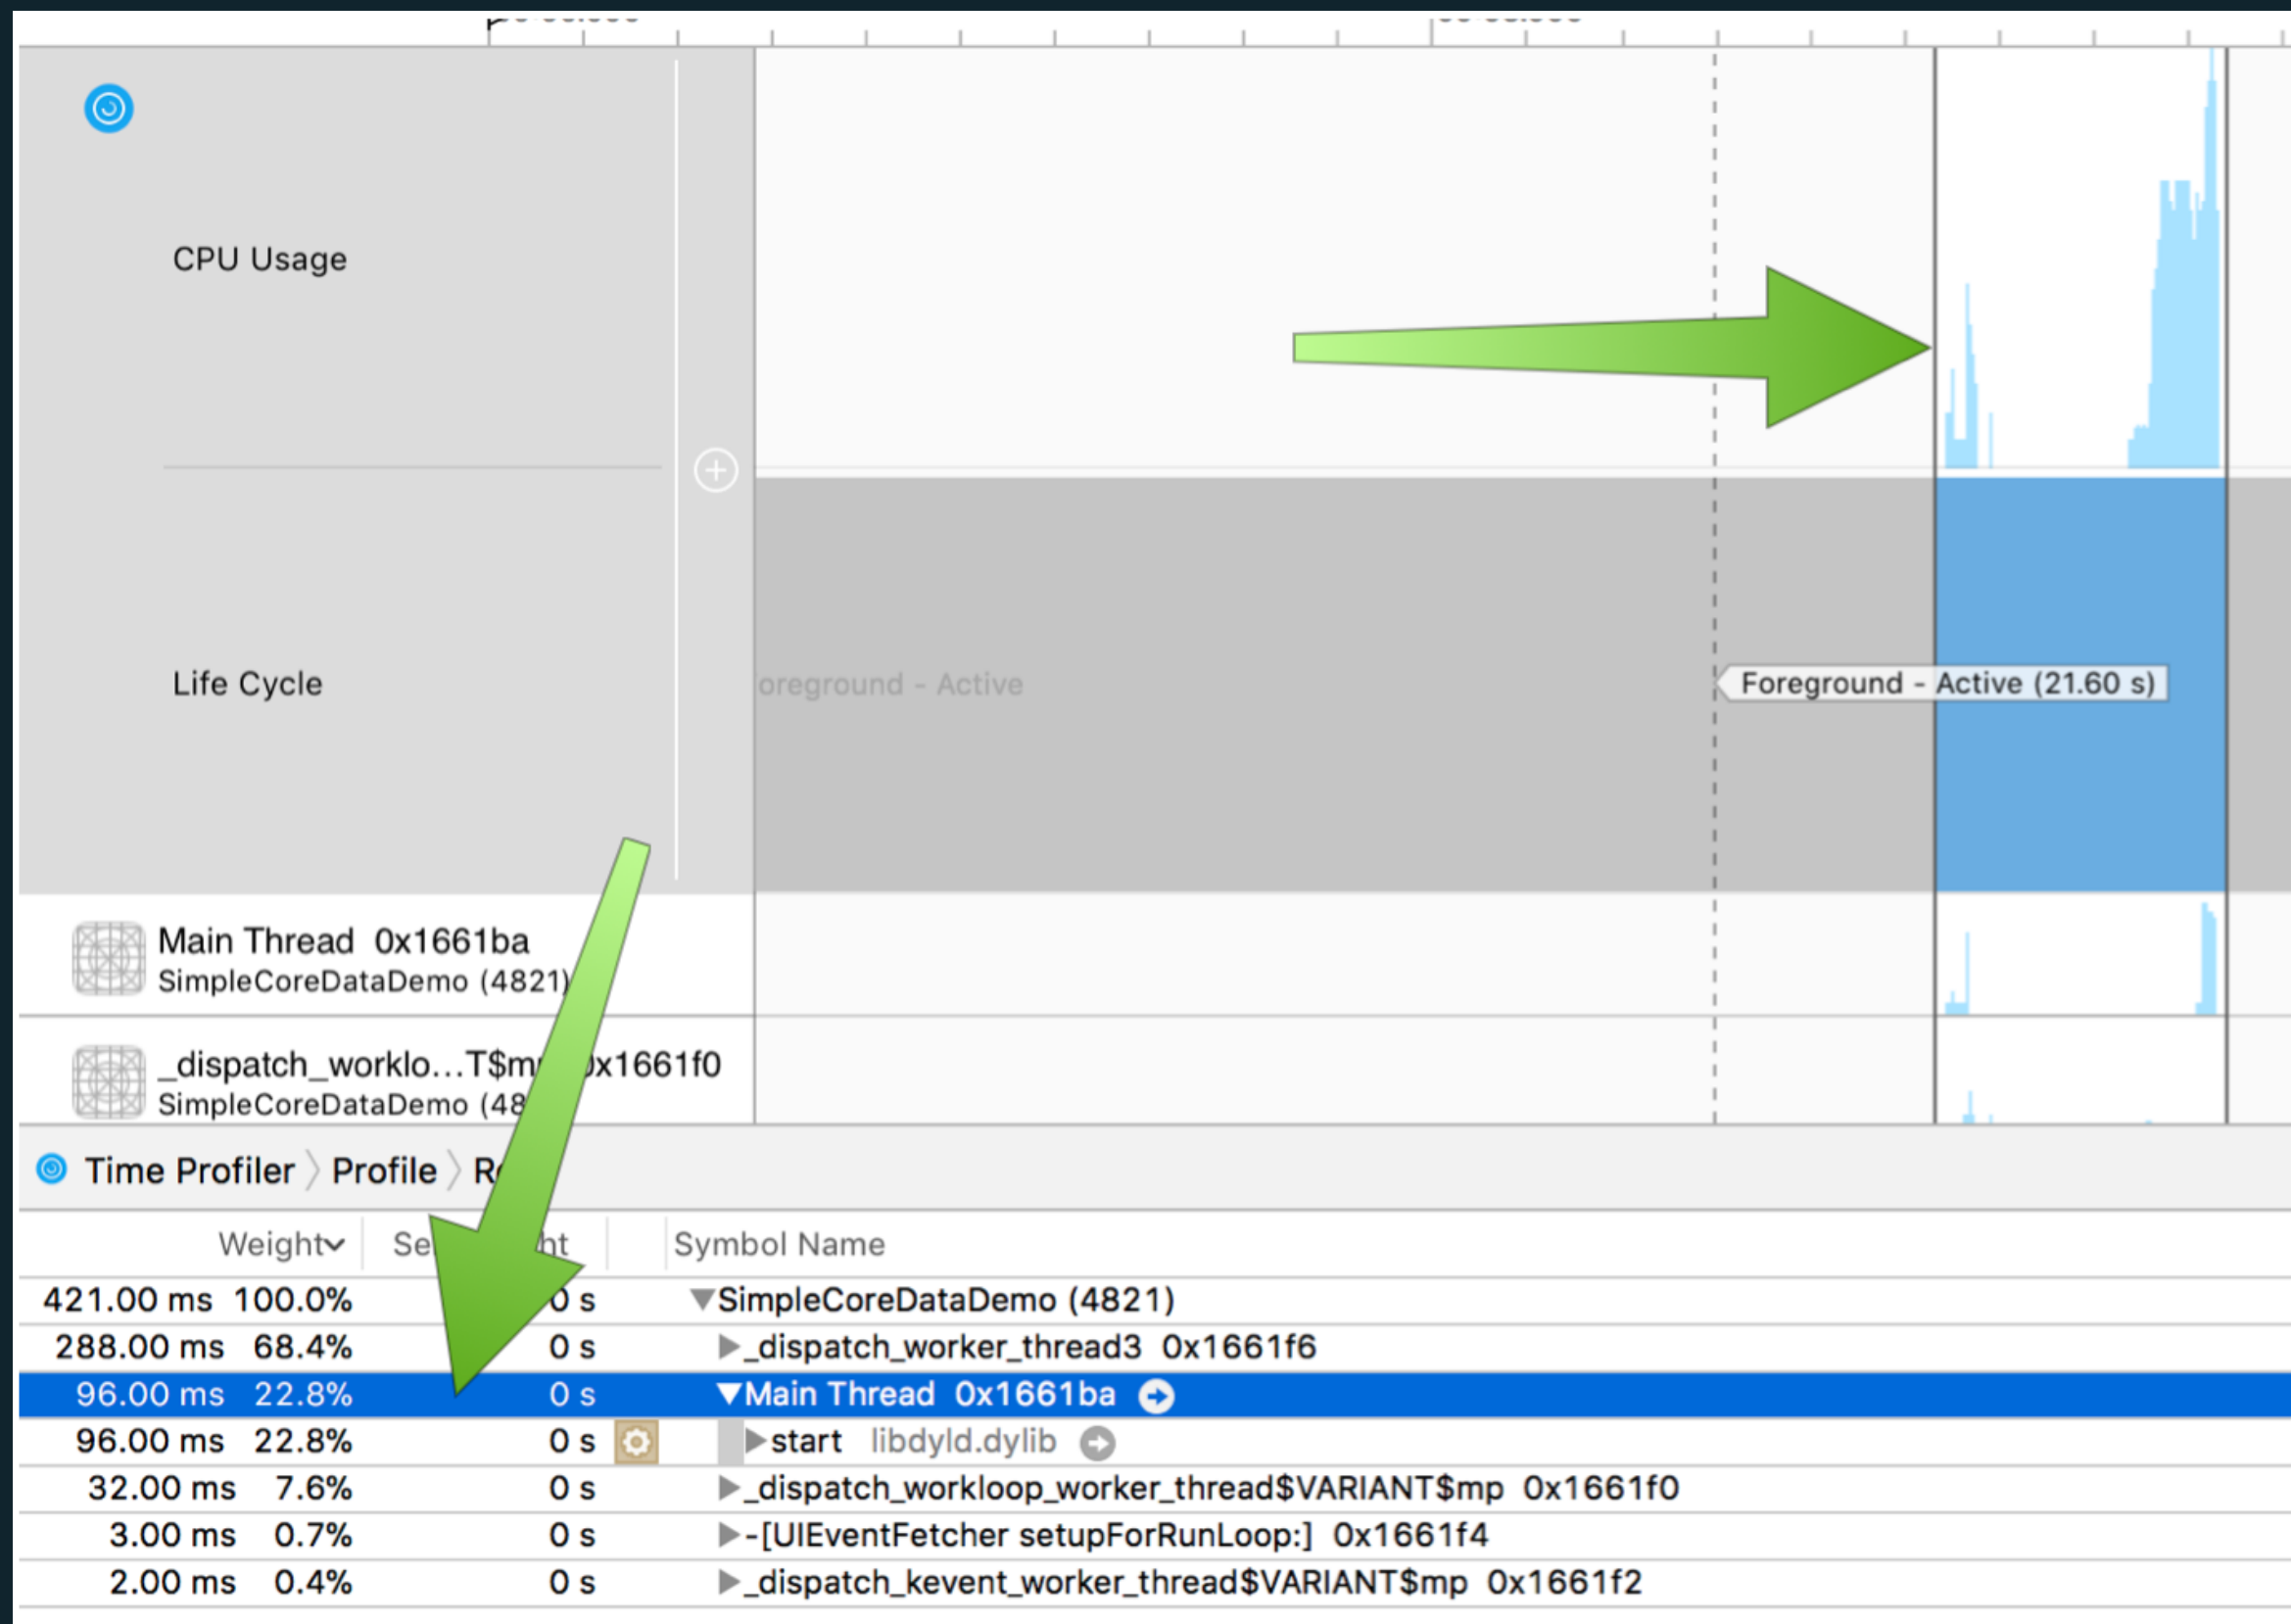 CPU Usage
Life Cycle
oreground - Active
Foreground - Active (21.60 s)
Main Thread 0x1661ba
SimpleCoreDataDemo (4821)
_dispatch_worklo…T$m 0x1661f0
SimpleCoreDataDemo (48
Time Profiler Profile R
Weight Se ht Symbol Name
421.00 ms 100.0% 0 s SimpleCoreDataDemo (4821)
288.00 ms 68.4% 0 s _dispatch_worker_thread3 0x1661f6
96.00 ms 22.8% 0 s Main Thread 0x1661ba
96.00 ms 22.8% 0 s start libdyld.dylib
32.00 ms 7.6% 0 s _dispatch_workloop_worker_thread$VARIANT$mp 0x1661f0
3.00 ms 0.7% 0 s -[UIEventFetcher setupForRunLoop:] 0x1661f4
2.00 ms 0.4% 0 s _dispatch_kevent_worker_thread$VARIANT$mp 0x1661f2